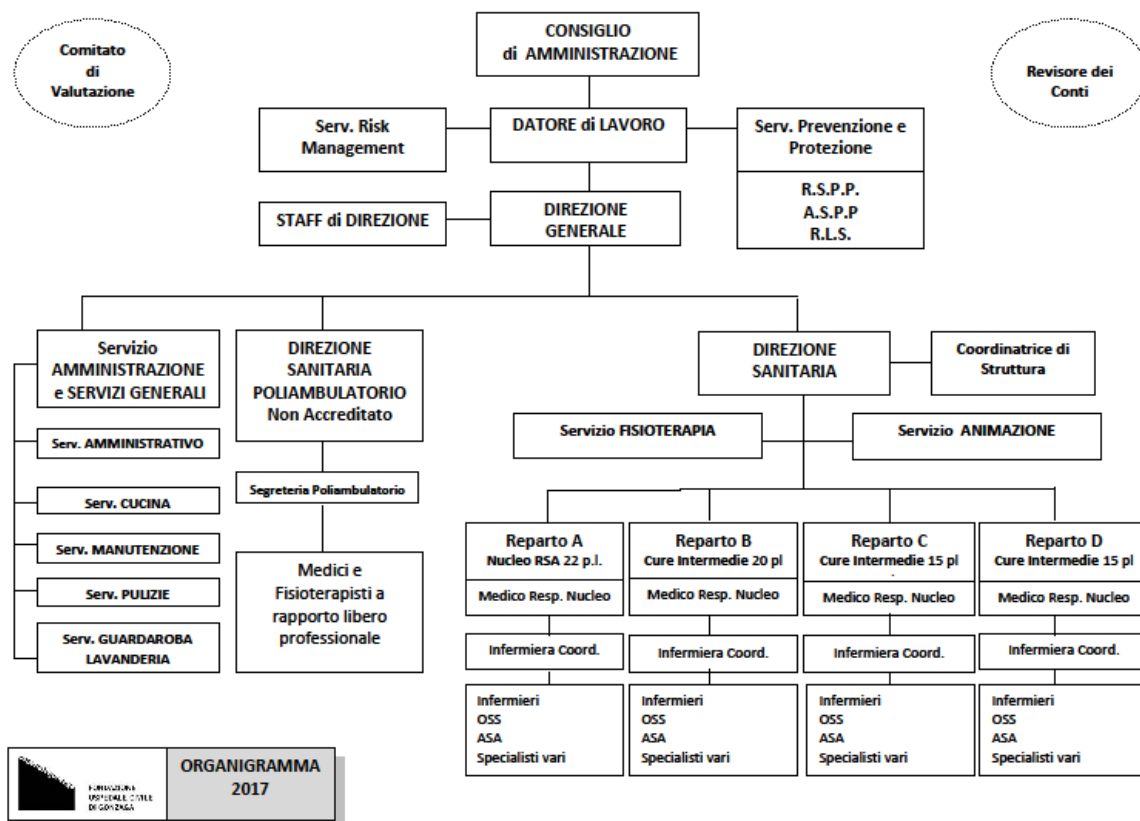 CONSIGLIO
di AMMINISTRAZIONE
Comitato
di
Valutazione
Revisore dei
Conti
Serv. Risk
Management
DATORE di LAVORO
Serv. Prevenzione e
Protezione
R.S.P.P.
A.S.P.P
R.L.S.
STAFF di DIREZIONE
DIREZIONE
GENERALE
Servizio
AMMINISTRAZIONE
e SERVIZI GENERALI
DIREZIONE
SANITARIA
POLIAMBULATORIO
Non Accreditato
DIREZIONE
SANITARIA
Coordinatrice di
Struttura
Servizio FISIOTERAPIA
Servizio ANIMAZIONE
Serv. AMMINISTRATIVO
Serv. CUCINA
Serv. MANUTENZIONE
Serv. PULIZIE
Serv. GUARDAROBA
LAVANDERIA
Segreteria Poliambulatorio
Medici e
Fisioterapisti a
rapporto libero
professionale
Reparto A
Nucleo RSA 22 p.l.
Medico Resp. Nucleo
Infermiera Coord.
Infermieri
OSS
ASA
Specialisti vari
Reparto B
Cure Intermedie 20 pl
Medico Resp. Nucleo
Infermiera Coord.
Infermieri
OSS
ASA
Specialisti vari
Reparto C
Cure Intermedie 15 pl
Medico Resp. Nucleo
Infermiera Coord.
Infermieri
OSS
ASA
Specialisti vari
Reparto D
Cure Intermedie 15 pl
Medico Resp. Nucleo
Infermiera Coord.
Infermieri
OSS
ASA
Specialisti vari
FONDAZIONE
OSPEDALE CIVILE
DI GONZAGA
ORGANIGRAMMA
2017